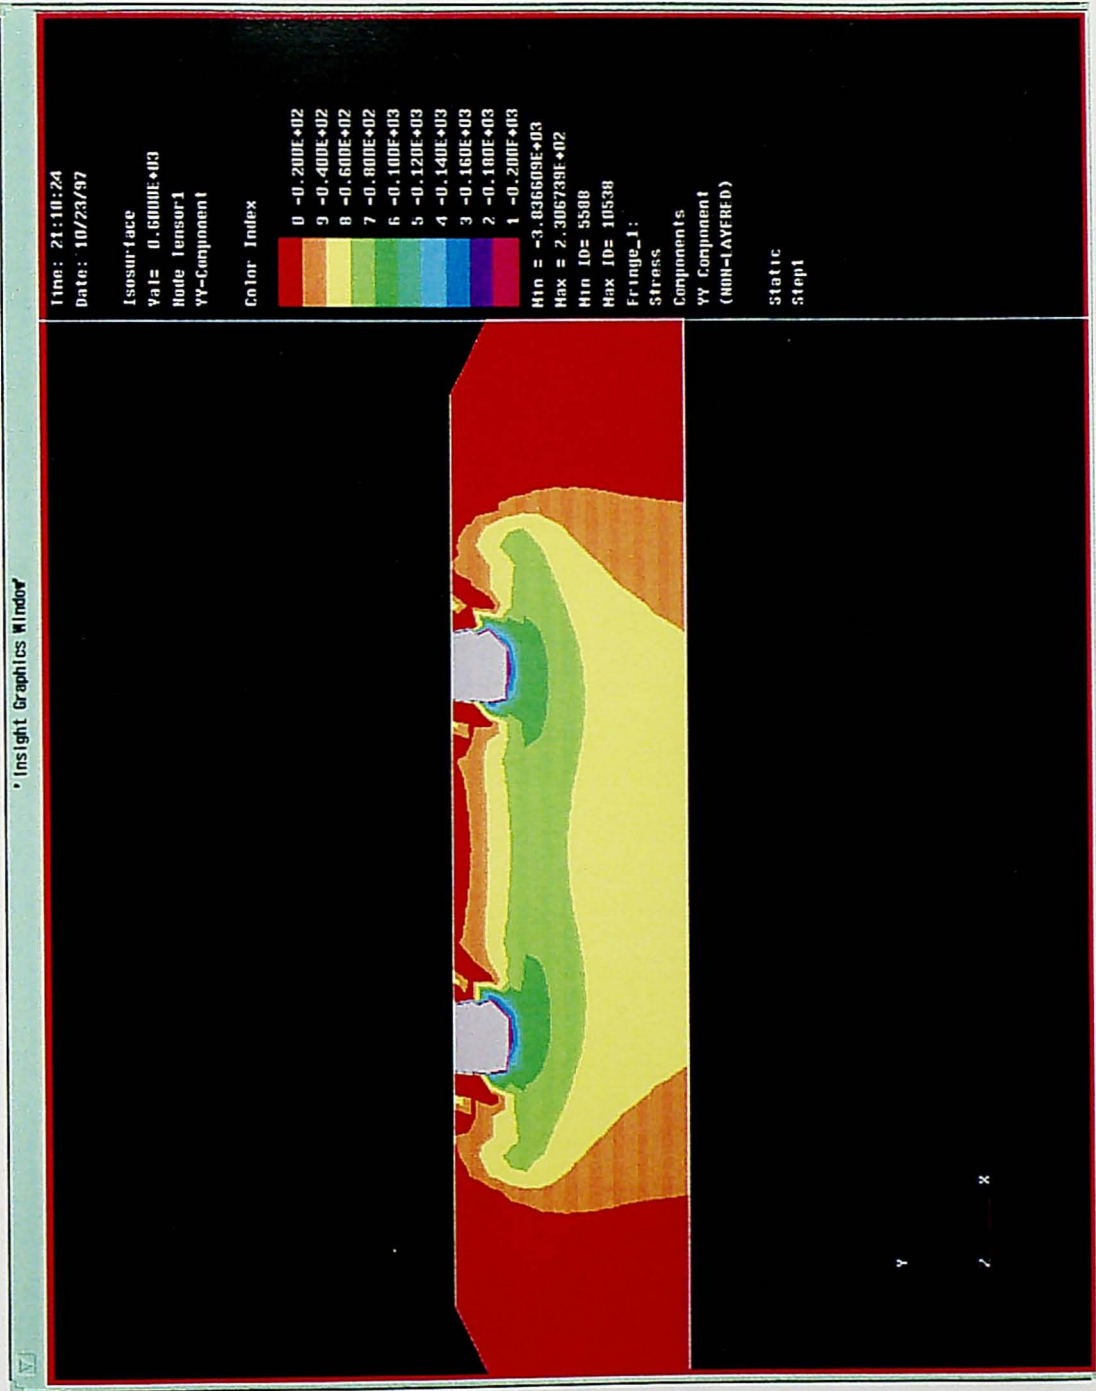 'Insight Graphics Window'
Time: 21:10:24
Date: 10/23/97
Isosurface
Val= 0.6000E+03
Node Tensor1
YY-Component
Color Index
0 -0.200E+02
9 -0.400E+02
8 -0.600E+02
7 -0.800E+02
6 -0.100E+03
5 -0.120E+03
4 -0.140E+03
3 -0.160E+03
2 -0.180E+03
1 -0.200E+03
Min = -3.836609E+03
Max = 2.306739E+02
Min ID= 5508
Max ID= 10538
Fringe_1:
Stress
Components
YY Component
(NON-LAYERED)
Static
Step1
Y
Z X